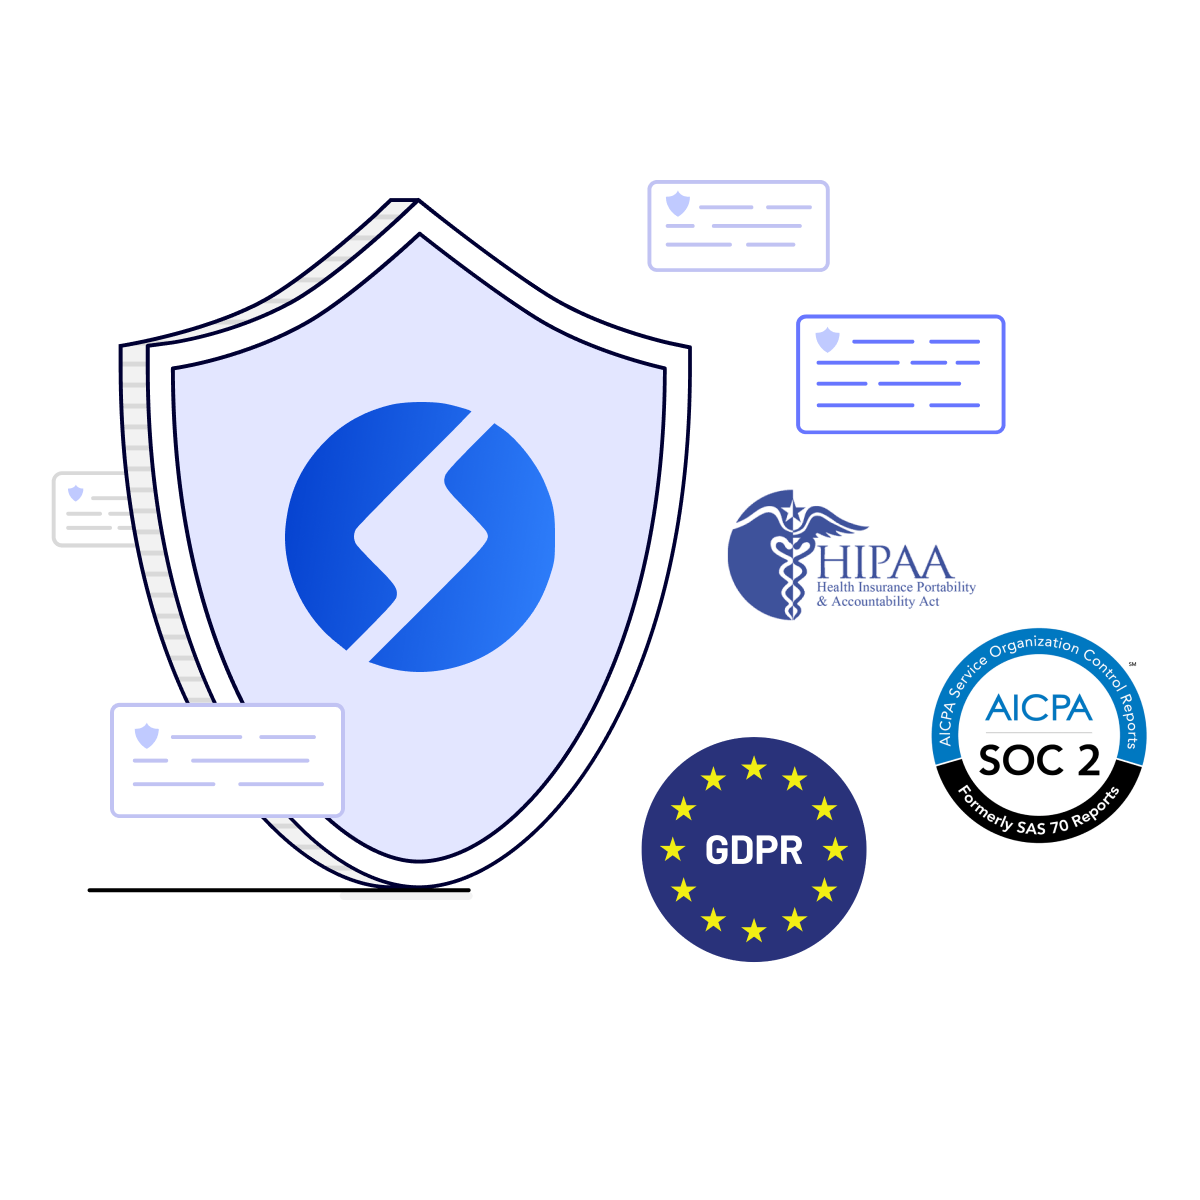 HIPAA
Health Insurance Portability
& Accountability Act
AICPA Service Organization Control Reports
SM
AICPA
SOC 2
Formerly SAS 70 Reports
GDPR